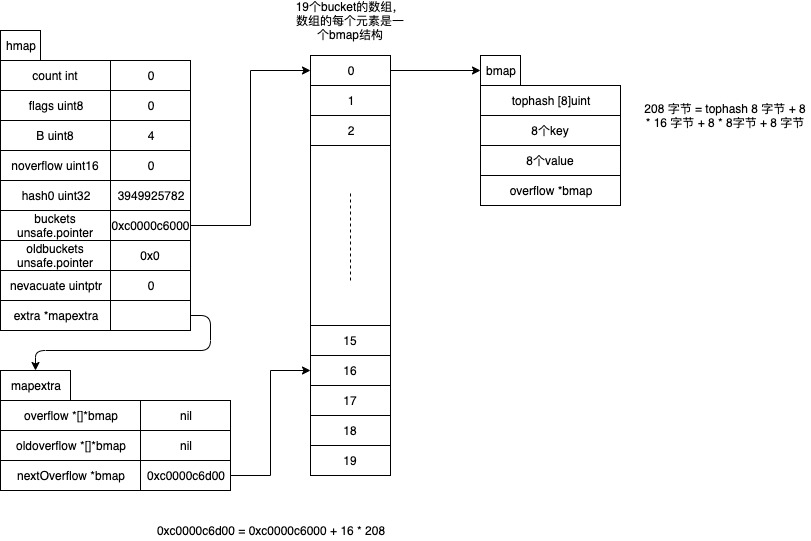 19个bucket的数组，
数组的每个元素是一
个bmap结构
hmap
count int 0
flags uint8 0
B uint8 4
noverflow uint16 0
hash0 uint32 3949925782
buckets
unsafe.pointer 0xc0000c6000
oldbuckets
unsafe.pointer 0x0
nevacuate uintptr 0
extra *mapextra
mapextra
overflow *[]*bmap nil
oldoverflow *[]*bmap nil
nextOverflow *bmap 0xc0000c6d00
0
1
2
15
16
17
18
19
bmap
tophash [8]uint
8个key
8个value
overflow *bmap
208 字节 = tophash 8 字节 + 8
* 16 字节 + 8 * 8字节 + 8 字节
0xc0000c6d00 = 0xc0000c6000 + 16 * 208